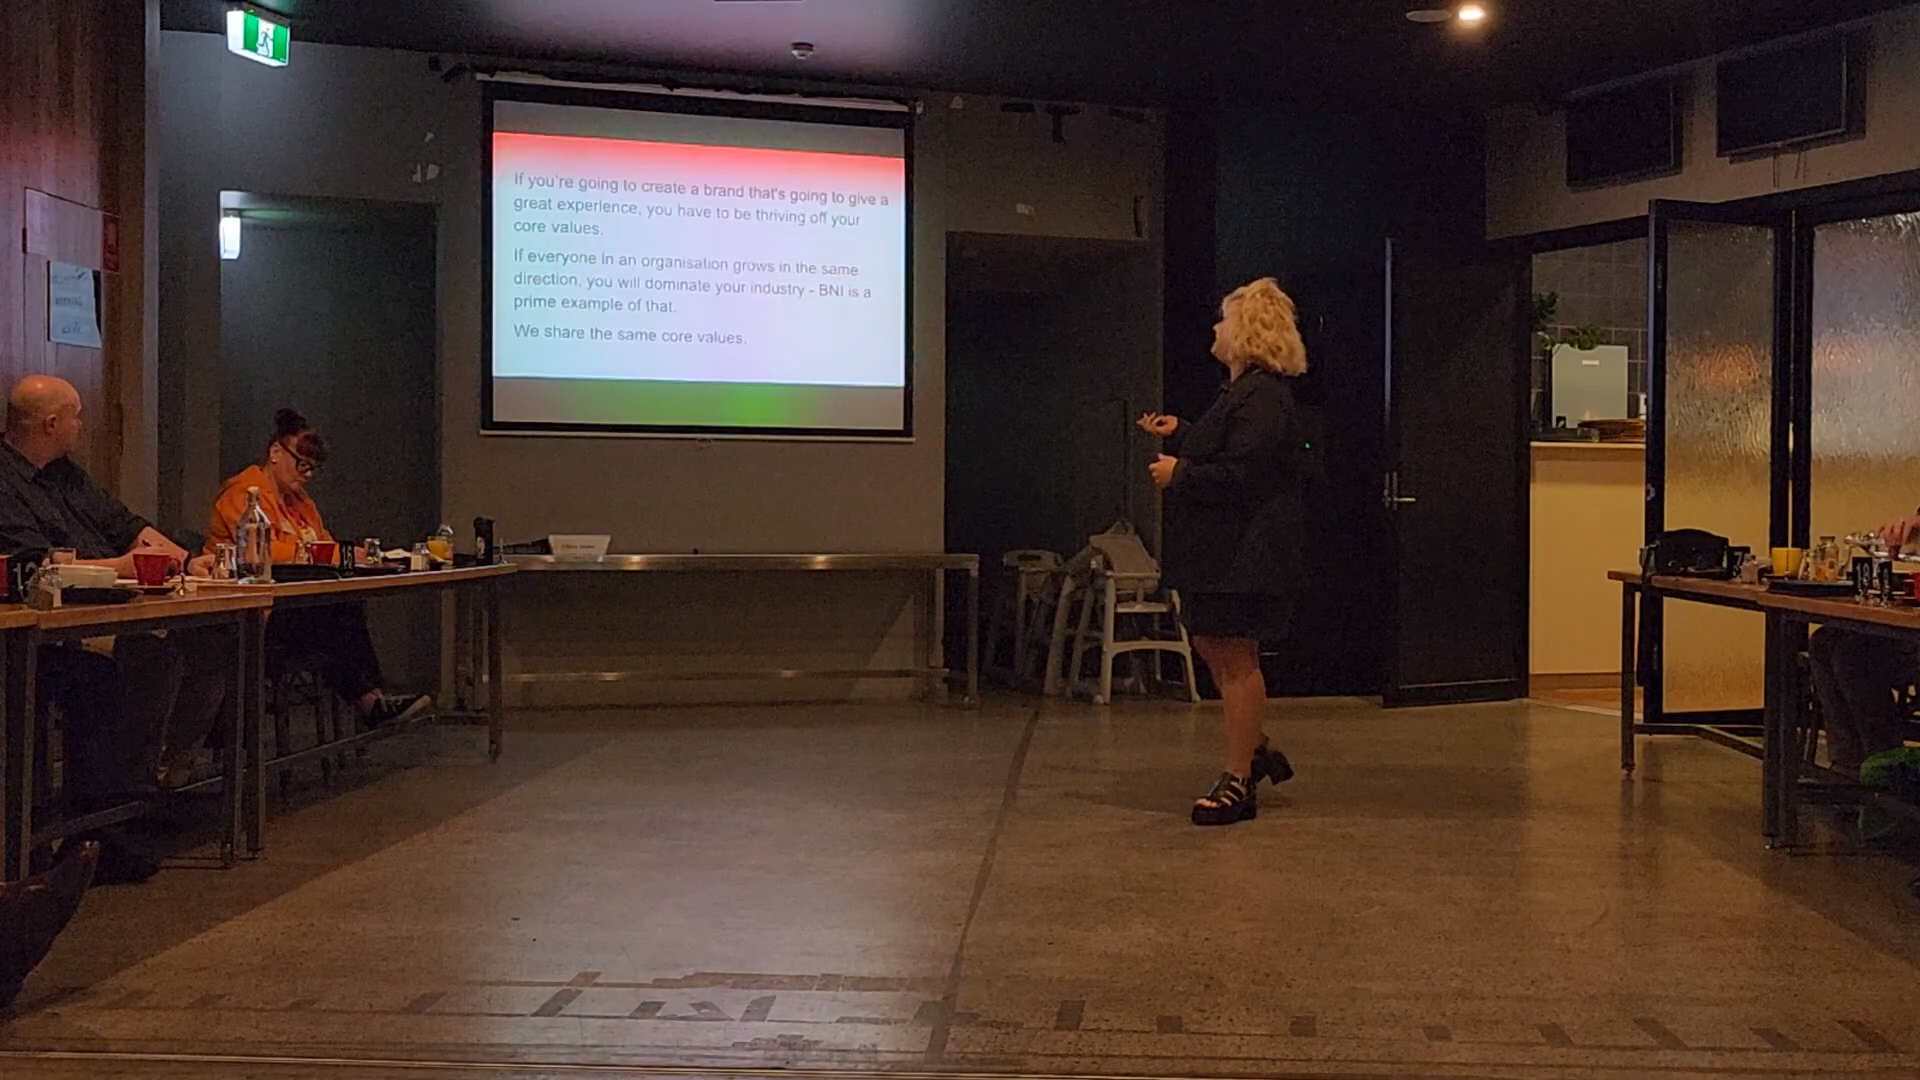 If you're going to create a brand that's going to give a
great experience, you have to be thriving off your
core values.
If everyone in an organisation grows in the same
direction, you will dominate your industry - BNI is a
prime example of that.
We share the same core values.